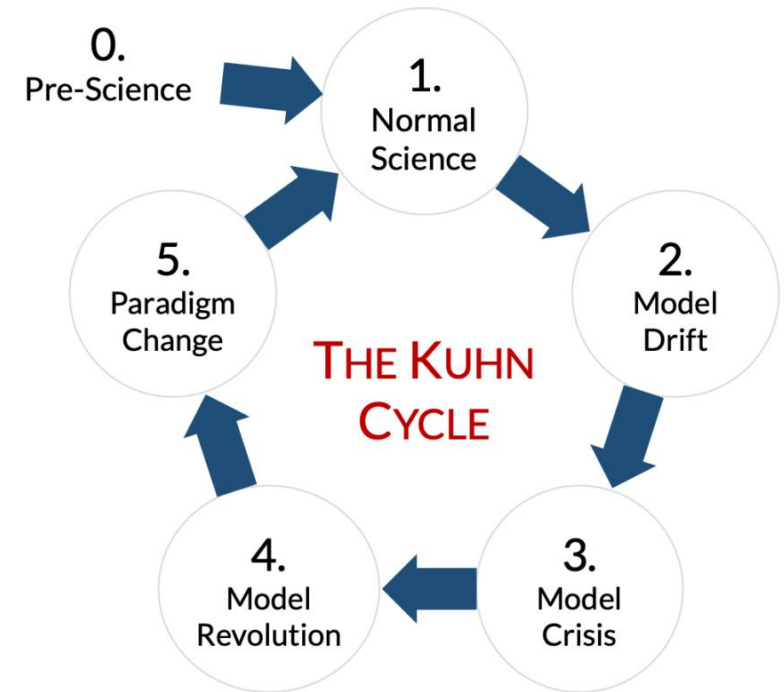 0.
Pre-Science
1.
Normal
Science
2.
Model
Drift
3.
Model
Crisis
4.
Model
Revolution
5.
Paradigm
Change
THE KUHN
CYCLE